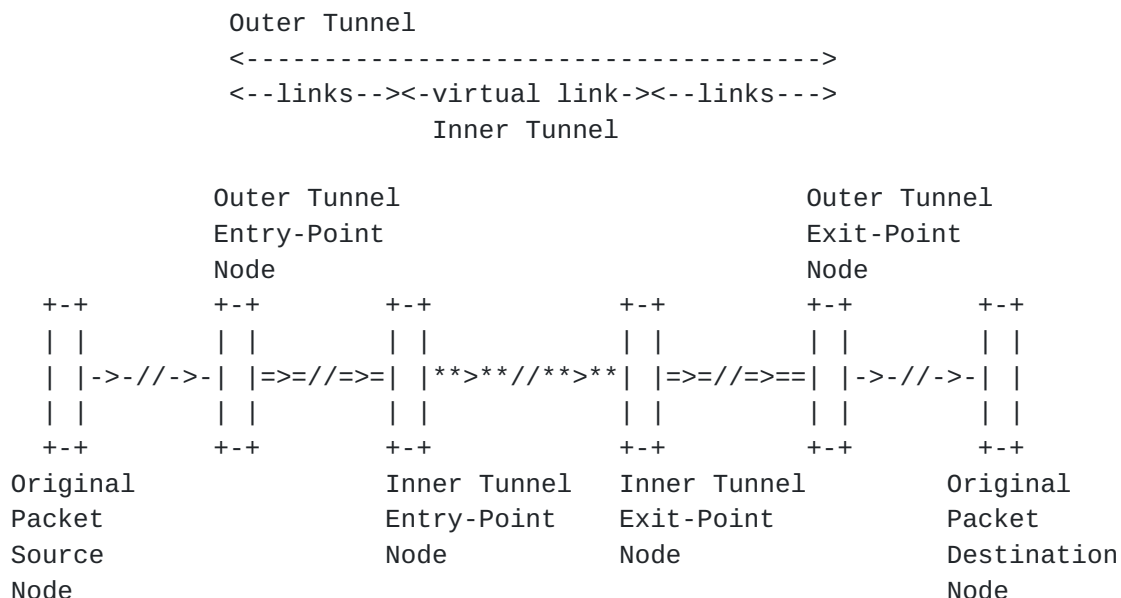 Outer Tunnel
                <------------------------------------->
                <--links--><-virtual link-><--links--->
                             Inner Tunnel

               Outer Tunnel                          Outer Tunnel
               Entry-Point                           Exit-Point
               Node                                  Node
    +-+        +-+        +-+            +-+         +-+        +-+
    | |        | |        | |            | |         | |        | |
    | |->-//->-| |=>=//=>=| |**>**//**>**| |=>=//=>==| |->-//->-| |
    | |        | |        | |            | |         | |        | |
    +-+        +-+        +-+            +-+         +-+        +-+
  Original                Inner Tunnel   Inner Tunnel         Original
  Packet                  Entry-Point    Exit-Point           Packet
  Source                  Node           Node                 Destination
  Node                                                        Node